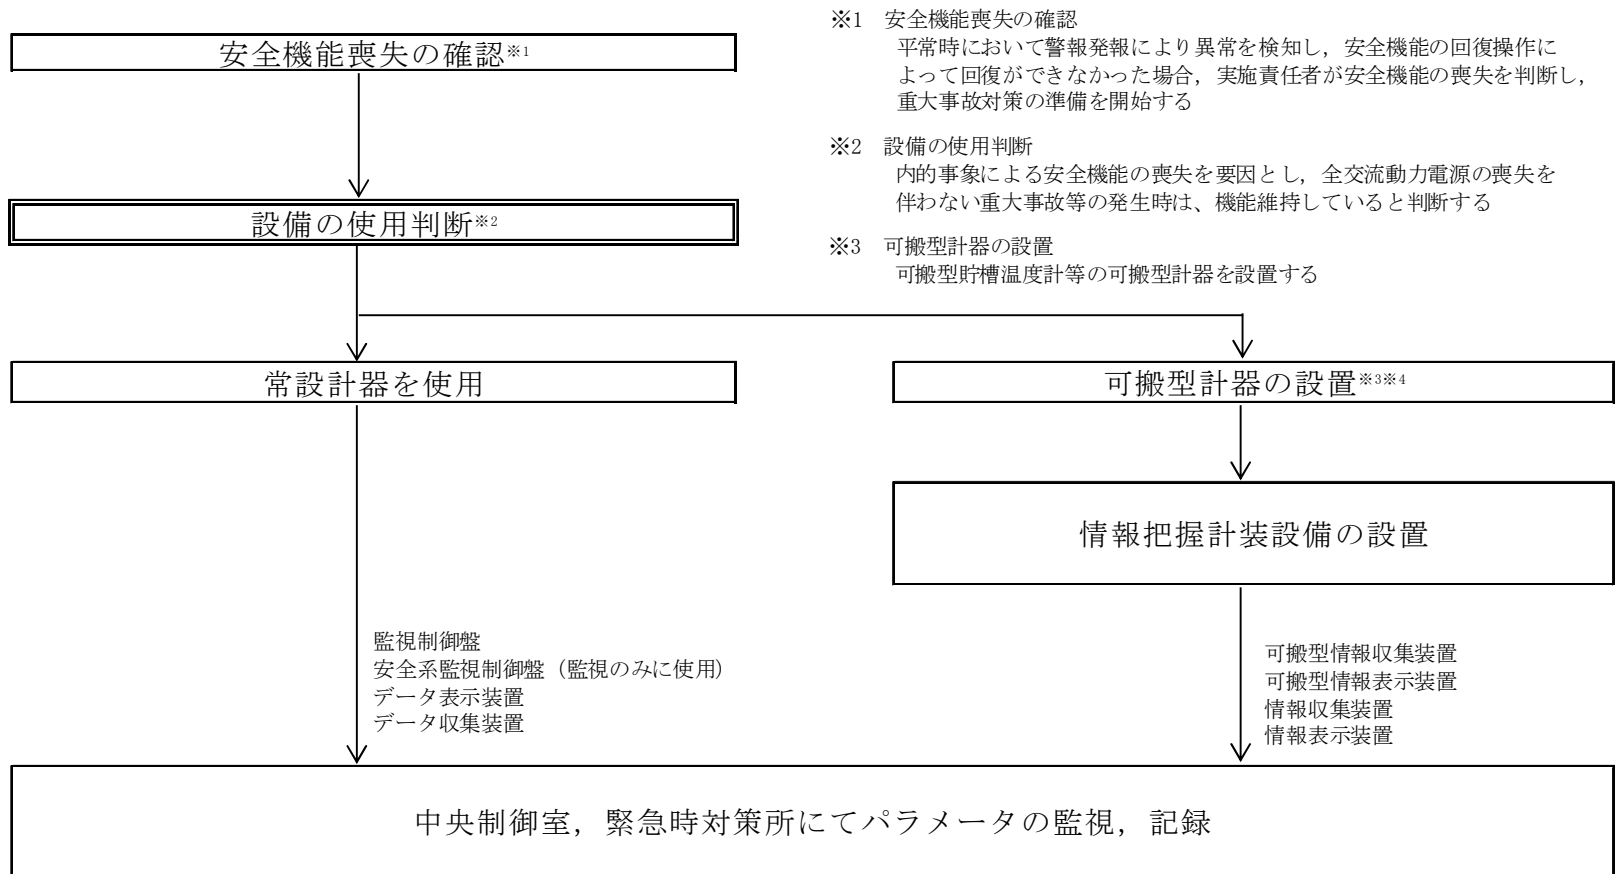 ※1 安全機能喪失の確認
平常時において警報発報により異常を検知し，安全機能の回復操作に
よって回復ができなかった場合，実施責任者が安全機能の喪失を判断し，
重大事故対策の準備を開始する
※2 設備の使用判断
内的事象による安全機能の喪失を要因とし，全交流動力電源の喪失を
伴わない重大事故等の発生時は、機能維持していると判断する
※3 可搬型計器の設置
可搬型貯槽温度計等の可搬型計器を設置する
安全機能喪失の確認※1
設備の使用判断※2
常設計器を使用
可搬型計器の設置※3※4
情報把握計装設備の設置
監視制御盤
安全系監視制御盤（監視のみに使用）
データ表示装置
データ収集装置
可搬型情報収集装置
可搬型情報表示装置
情報収集装置
情報表示装置
中央制御室，緊急時対策所にてパラメータの監視，記録